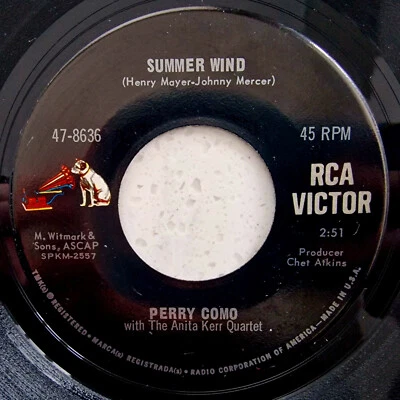 SUMMER WIND
(Henry Mayer-Johnny Mercer)
47-8636
45 RPM
RCA
VICTOR
2:51
M. Witmark &
Sons, ASCAP
SPKM-2557
Producer
Chet Atkins
PERRY COMO
with The Anita Kerr Quartet
TMK(s) ® REGISTERED • MARCA(s) REGISTRADA(s) • RADIO CORPORATION OF AMERICA — MADE IN U.S.A.